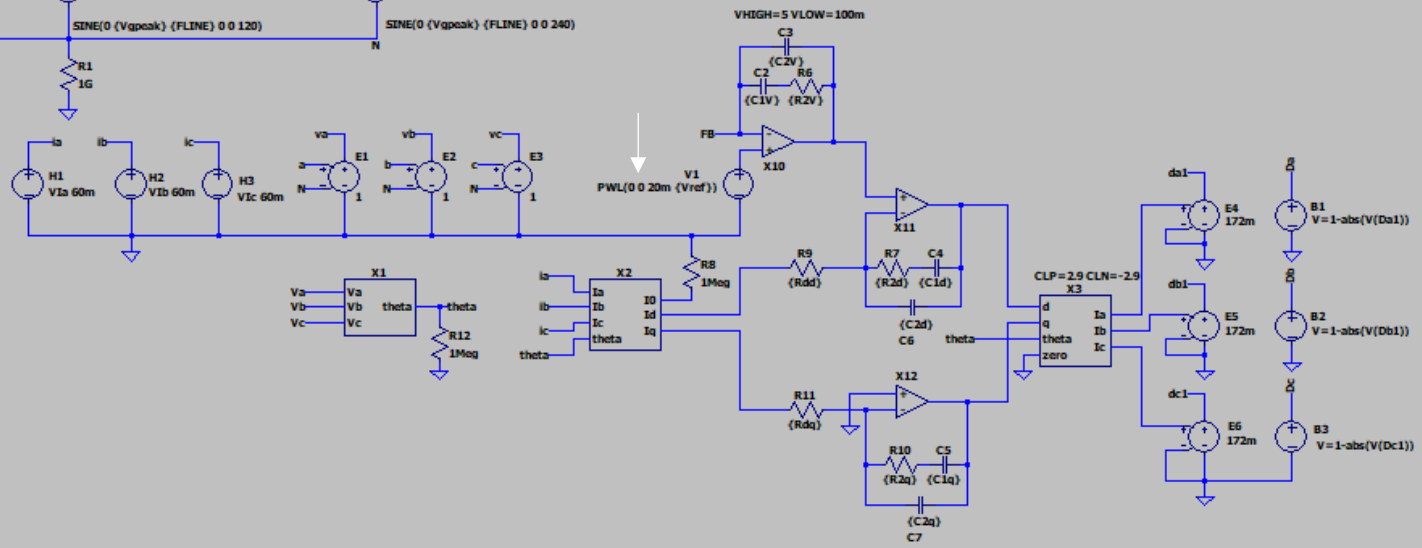 SINE(0 {Vgpeak} {FLINE} 0 0 120)
SINE(0 {Vgpeak} {FLINE} 0 0 240)
N
R1
1G
VHIGH=5 VLOW=100m
C3
{C2V}
C2
R6
{C1V}
{R2V}
FB
X10
ia
H1
VIa 60m
ib
H2
VIb 60m
ic
H3
VIc 60m
va
a
N
E1
1
vb
b
N
E2
1
vc
c
N
E3
1
V1
PWL(0 0 20m {Vref})
X11
R9
{Rdd}
R7
{R2d}
C4
{C1d}
{C2d}
C6
R8
1Meg
X1
Va
Vb
Vc
Va
Vb
Vc
theta
theta
R12
1Meg
X2
ia
ib
ic
theta
Ia
Ib
Ic
theta
I0
Id
Iq
X12
R11
{Rdq}
R10
{R2q}
C5
{C1q}
{C2q}
C7
CLP=2.9 CLN=-2.9
X3
theta
d
q
theta
zero
Ia
Ib
Ic
da1
E4
172m
Da
B1
V=1-abs(V(Da1))
db1
E5
172m
Db
B2
V=1-abs(V(Db1))
dc1
E6
172m
Dc
B3
V=1-abs(V(Dc1))